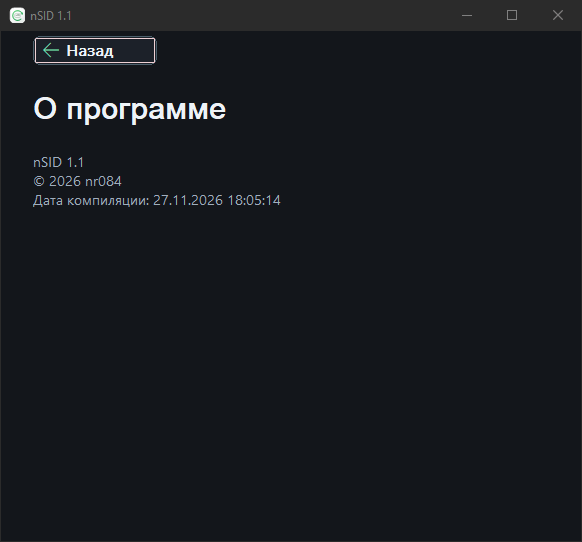 nSID 1.1
Назад
О программе
nSID 1.1
© 2026 nr084
Дата компиляции: 27.11.2026 18:05:14